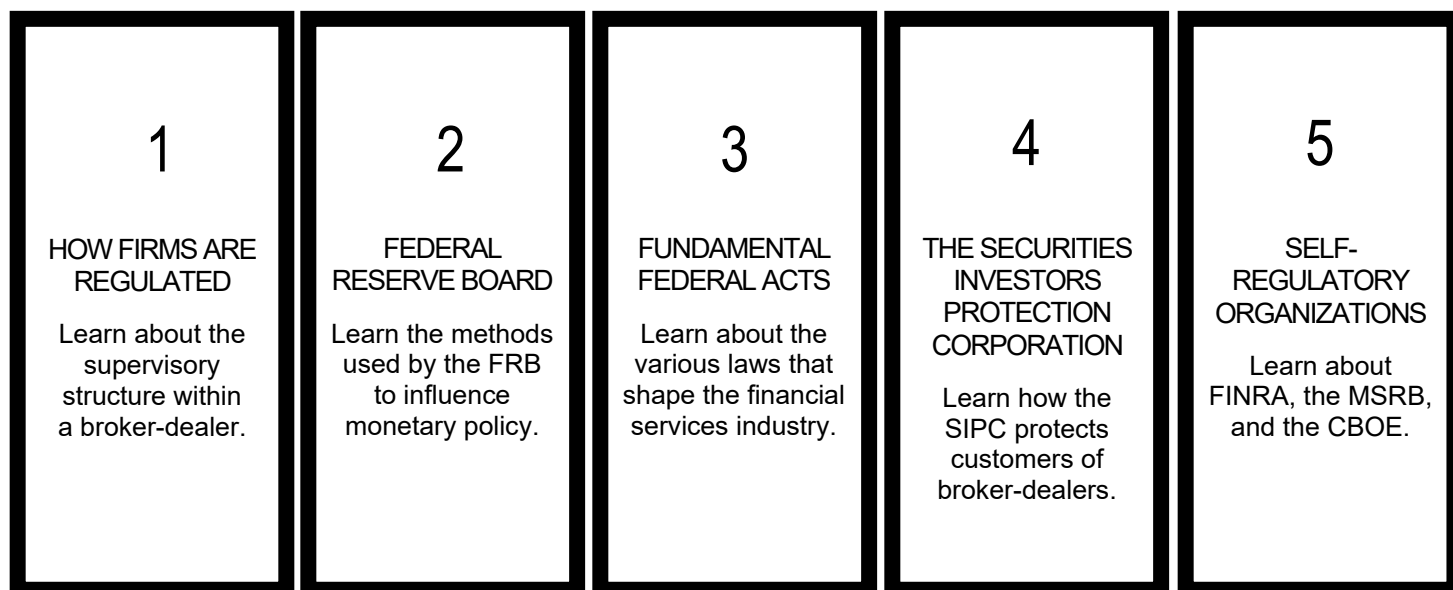 1
HOW FIRMS ARE
REGULATED
Learn about the
supervisory
structure within
a broker-dealer.
2
FEDERAL
RESERVE BOARD
Learn the methods
used by the FRB
to influence
monetary policy.
3
FUNDAMENTAL
FEDERAL ACTS
Learn about the
various laws that
shape the financial
services industry.
4
THE SECURITIES
INVESTORS
PROTECTION
CORPORATION
Learn how the
SIPC protects
customers of
broker-dealers.
5
SELF-
REGULATORY
ORGANIZATIONS
Learn about
FINRA, the MSRB,
and the CBOE.